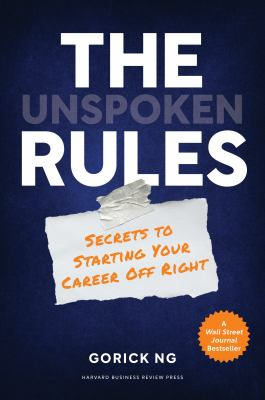 THE
UNSPOKEN
RULES
SECRETS TO
STARTING YOUR
CAREER OFF RIGHT
A
Wall Street
Journal
Bestseller
GORICK NG
HARVARD BUSINESS REVIEW PRESS